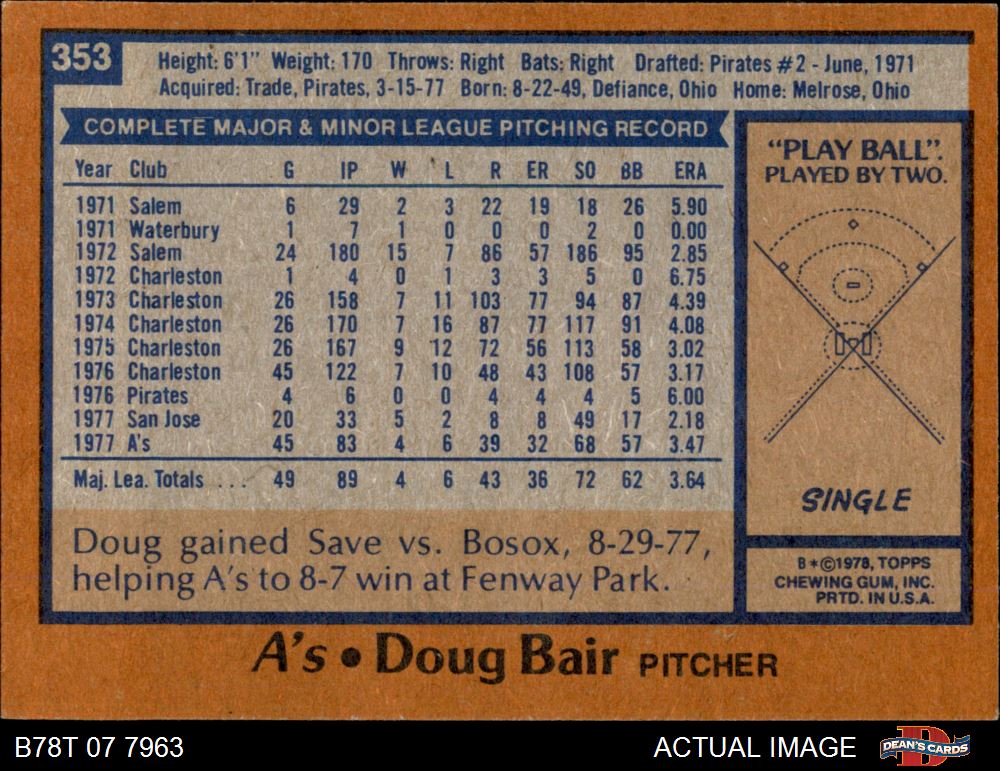 353
Height: 6'1" Weight: 170 Throws: Right Bats: Right Drafted: Pirates #2 - June, 1971
Acquired: Trade, Pirates, 3-15-77 Born: 8-22-49, Defiance, Ohio Home: Melrose, Ohio
COMPLETE MAJOR & MINOR LEAGUE PITCHING RECORD
Year Club G IP W L R ER SO BB ERA
1971 Salem 6 29 2 3 22 19 18 26 5.90
1971 Waterbury 1 7 1 0 0 0 2 0 0.00
1972 Salem 24 180 15 7 86 57 186 95 2.85
1972 Charleston 1 4 0 1 3 3 5 0 6.75
1973 Charleston 26 158 7 11 103 77 94 87 4.39
1974 Charleston 26 170 7 16 87 77 117 91 4.08
1975 Charleston 26 167 9 12 72 56 113 58 3.02
1976 Charleston 45 122 7 10 48 43 108 57 3.17
1976 Pirates 4 6 0 0 4 4 4 5 6.00
1977 San Jose 20 33 5 2 8 8 49 17 2.18
1977 A's 45 83 4 6 39 32 68 57 3.47
Maj. Lea. Totals . . . 49 89 4 6 43 36 72 62 3.64
Doug gained Save vs. Bosox, 8-29-77,
helping A's to 8-7 win at Fenway Park.
"PLAY BALL".
PLAYED BY TWO.
SINGLE
B*©1978, TOPPS
CHEWING GUM, INC.
PRTD. IN U.S.A.
A's • Doug Bair PITCHER
B78T 07 7963
ACTUAL IMAGE
DEAN'S CARDS